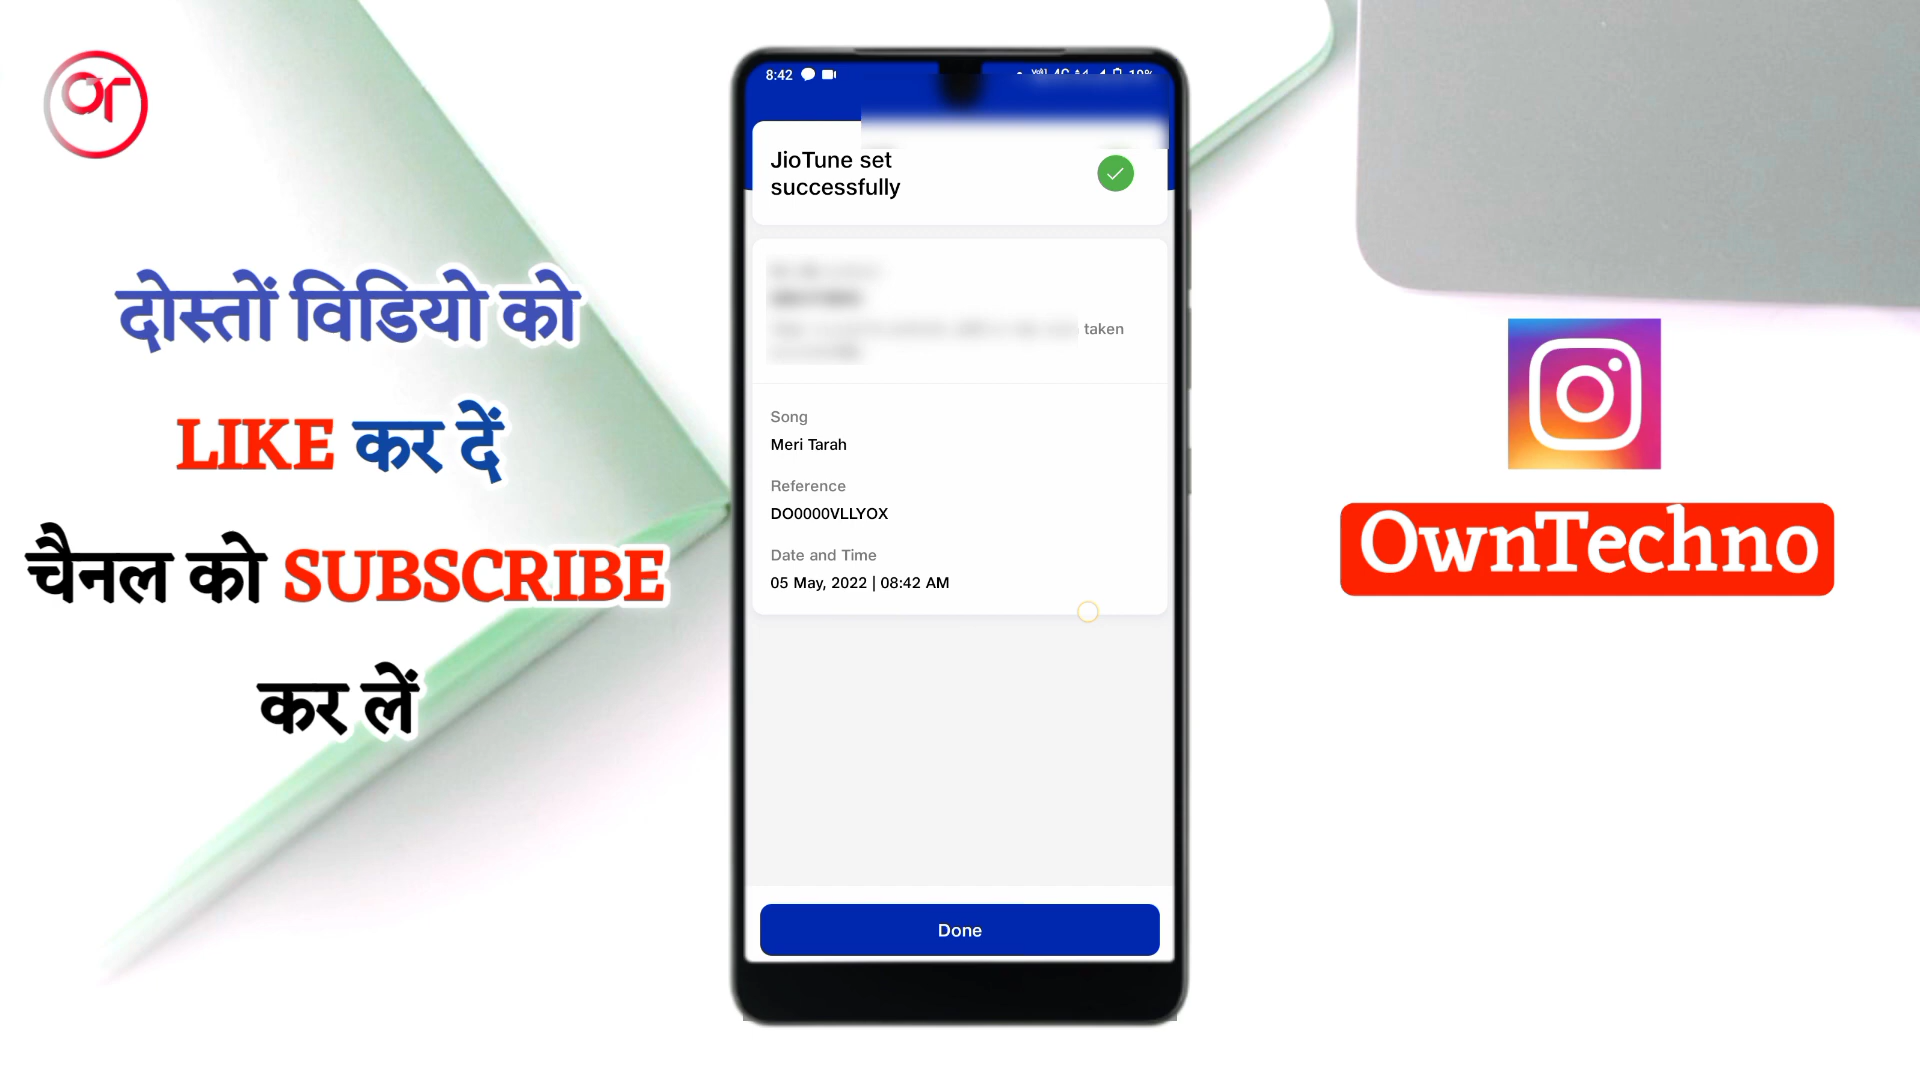 OT
दोस्तों विडियो को
LIKE कर दें
चैनल को SUBSCRIBE
कर लें
8:42
JioTune set
successfully
taken
Song
Meri Tarah
Reference
DO0000VLLYOX
Date and Time
05 May, 2022 | 08:42 AM
Done
OwnTechno